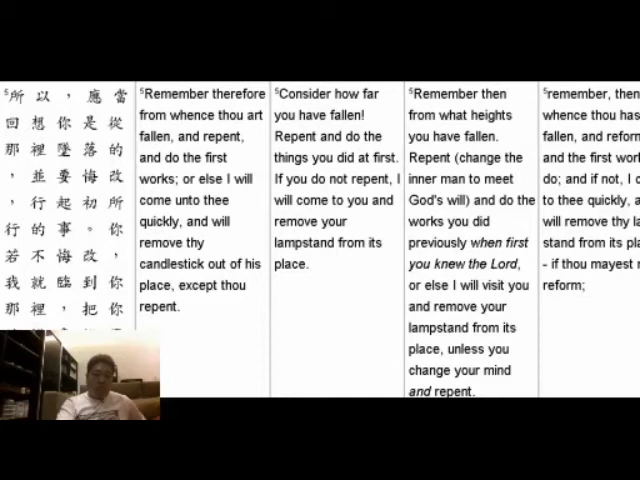 ⁵所以，應當
回想你是從
那裡墜落的
，並要悔改
，行起初所
行的事。你
若不悔改，
我就臨到你
那裡，把你
⁵Remember therefore
from whence thou art
fallen, and repent,
and do the first
works; or else I will
come unto thee
quickly, and will
remove thy
candlestick out of his
place, except thou
repent.
⁵Consider how far
you have fallen!
Repent and do the
things you did at first.
If you do not repent, I
will come to you and
remove your
lampstand from its
place.
⁵Remember then
from what heights
you have fallen.
Repent (change the
inner man to meet
God's will) and do the
works you did
previously when first
you knew the Lord,
or else I will visit you
and remove your
lampstand from its
place, unless you
change your mind
and repent.
⁵remember, then
whence thou has
fallen, and reform
and the first work
do; and if not, I c
to thee quickly, a
will remove thy la
stand from its pla
- if thou mayest n
reform;